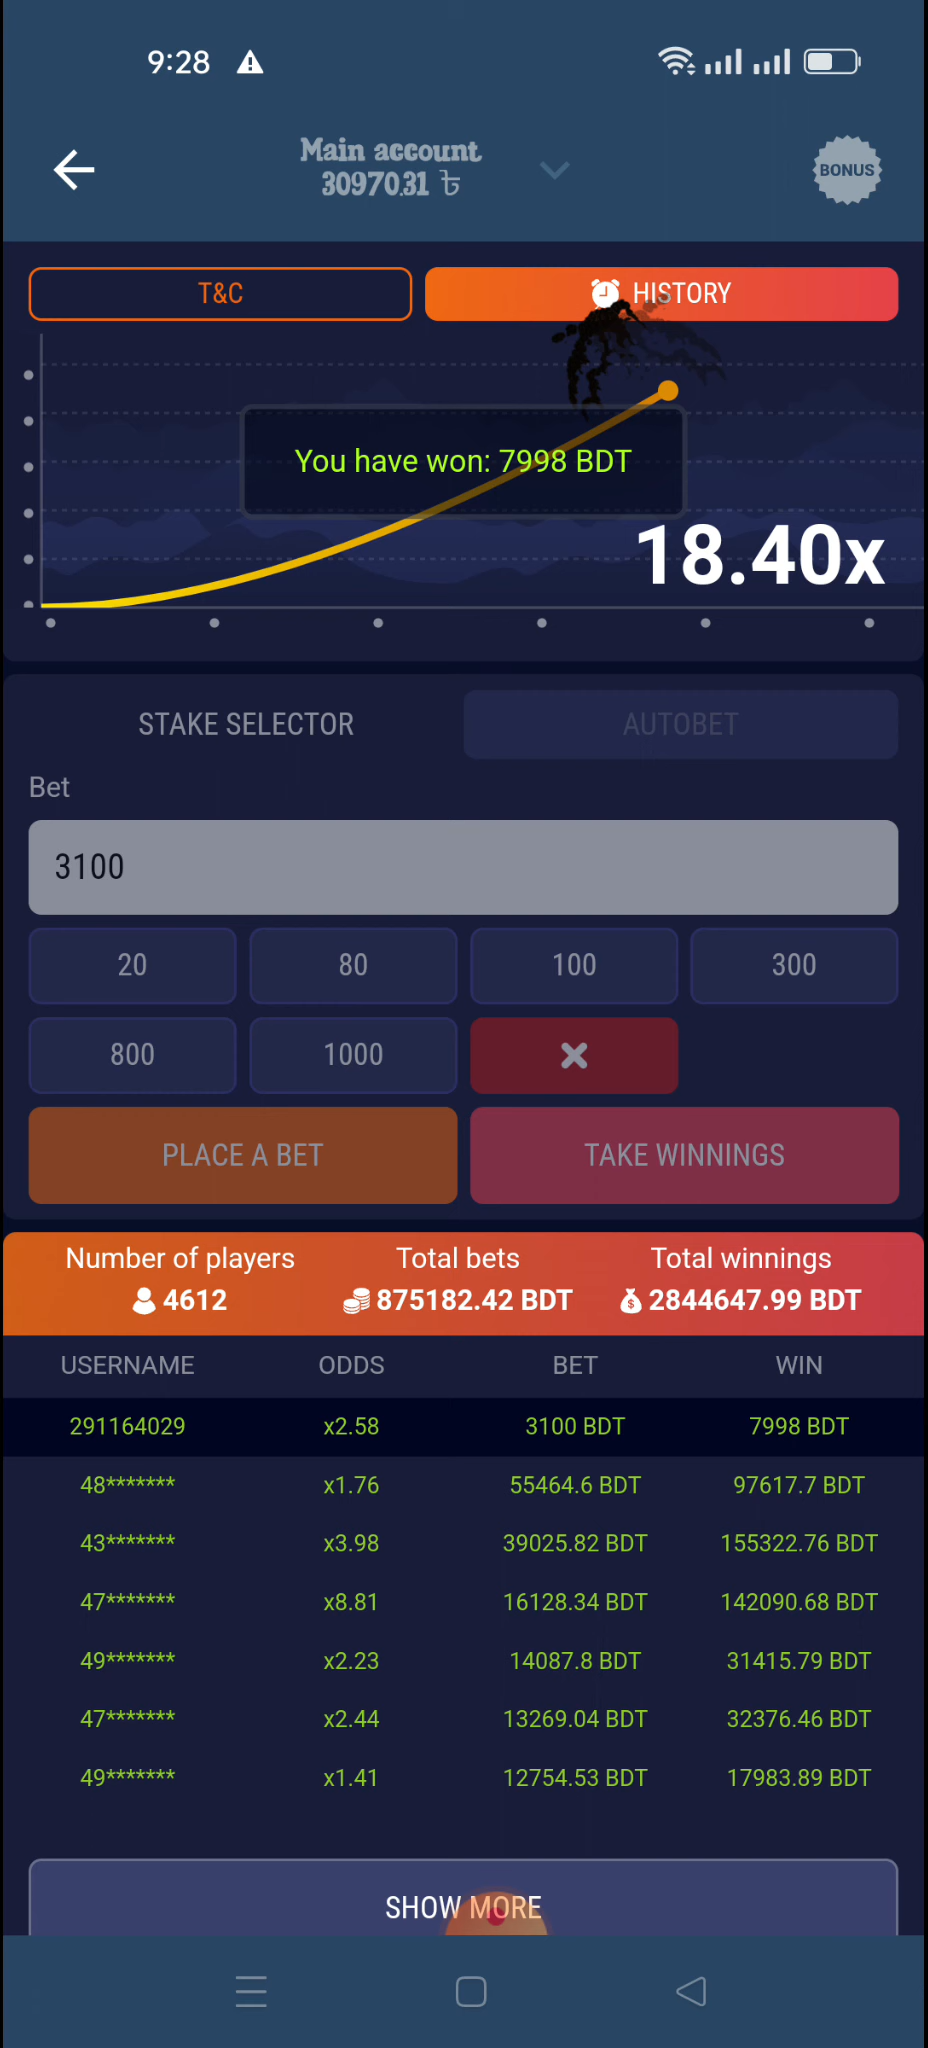 9:28
Main account
30970.31 ৳
BONUS
T&C
HISTORY
You have won: 7998 BDT
18.40x
STAKE SELECTOR
AUTOBET
Bet
3100
20 80 100 300
800 1000
PLACE A BET TAKE WINNINGS
Number of players Total bets Total winnings
4612 875182.42 BDT 2844647.99 BDT
USERNAME ODDS BET WIN
291164029 x2.58 3100 BDT 7998 BDT
48******* x1.76 55464.6 BDT 97617.7 BDT
43******* x3.98 39025.82 BDT 155322.76 BDT
47******* x8.81 16128.34 BDT 142090.68 BDT
49******* x2.23 14087.8 BDT 31415.79 BDT
47******* x2.44 13269.04 BDT 32376.46 BDT
49******* x1.41 12754.53 BDT 17983.89 BDT
SHOW MORE